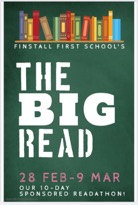 FINSTALL FIRST SCHOOL'S
THE
BIG
READ
28 FEB-9 MAR
OUR 10-DAY
SPONSORED READATHON!